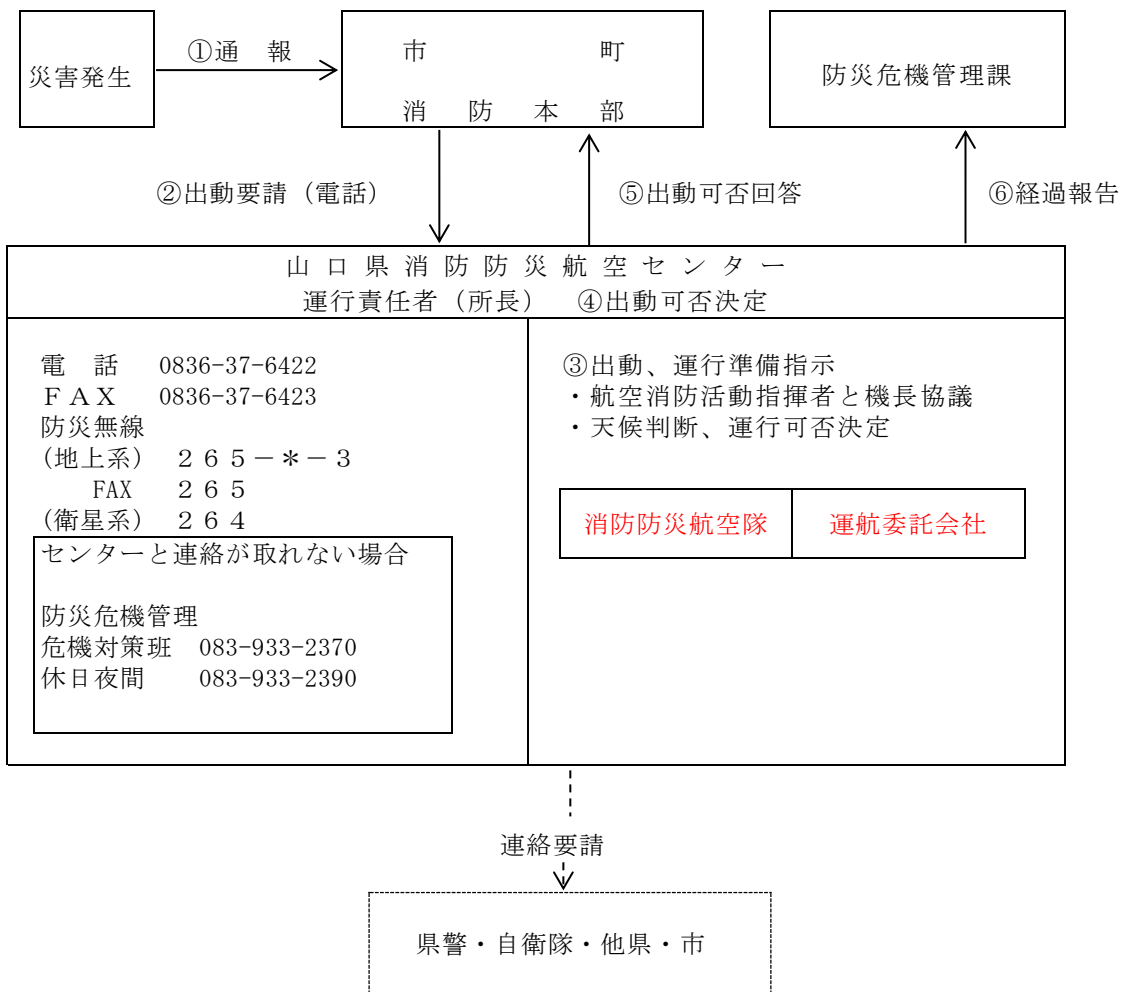 災害発生
①通　報
市　　　　　町
消　防　本　部
防災危機管理課
②出動要請（電話）
⑤出動可否回答
⑥経過報告
山口県消防防災航空センター
運行責任者（所長）　④出動可否決定
電　話　0836-37-6422
ＦＡＸ　0836-37-6423
防災無線
(地上系)　２６５－＊－３
FAX　２６５
(衛星系)　２６４
センターと連絡が取れない場合
防災危機管理
危機対策班　083-933-2370
休日夜間　　083-933-2390
③出動、運行準備指示
・航空消防活動指揮者と機長協議
・天候判断、運行可否決定
消防防災航空隊
運航委託会社
連絡要請
県警・自衛隊・他県・市